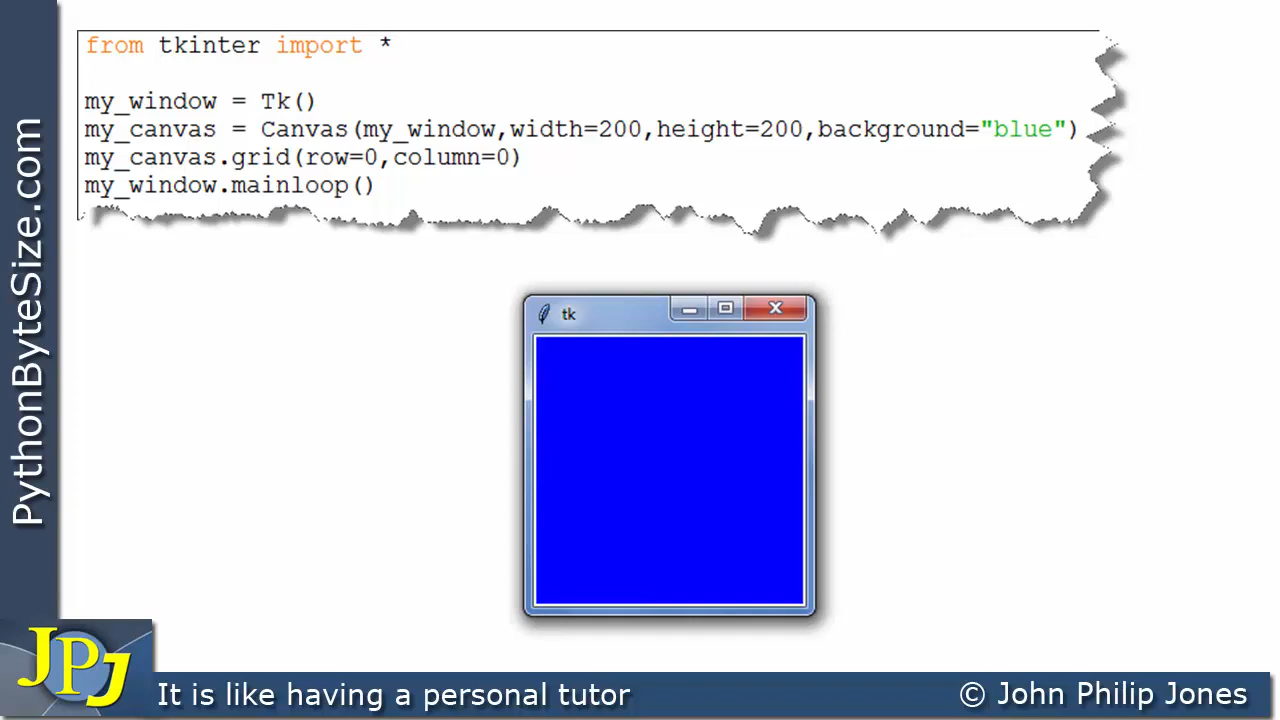 from tkinter import *
my_window = Tk()
my_canvas = Canvas(my_window,width=200,height=200,background="blue")
my_canvas.grid(row=0,column=0)
my_window.mainloop()
tk
PythonByteSize.com
JPJ
It is like having a personal tutor
© John Philip Jones